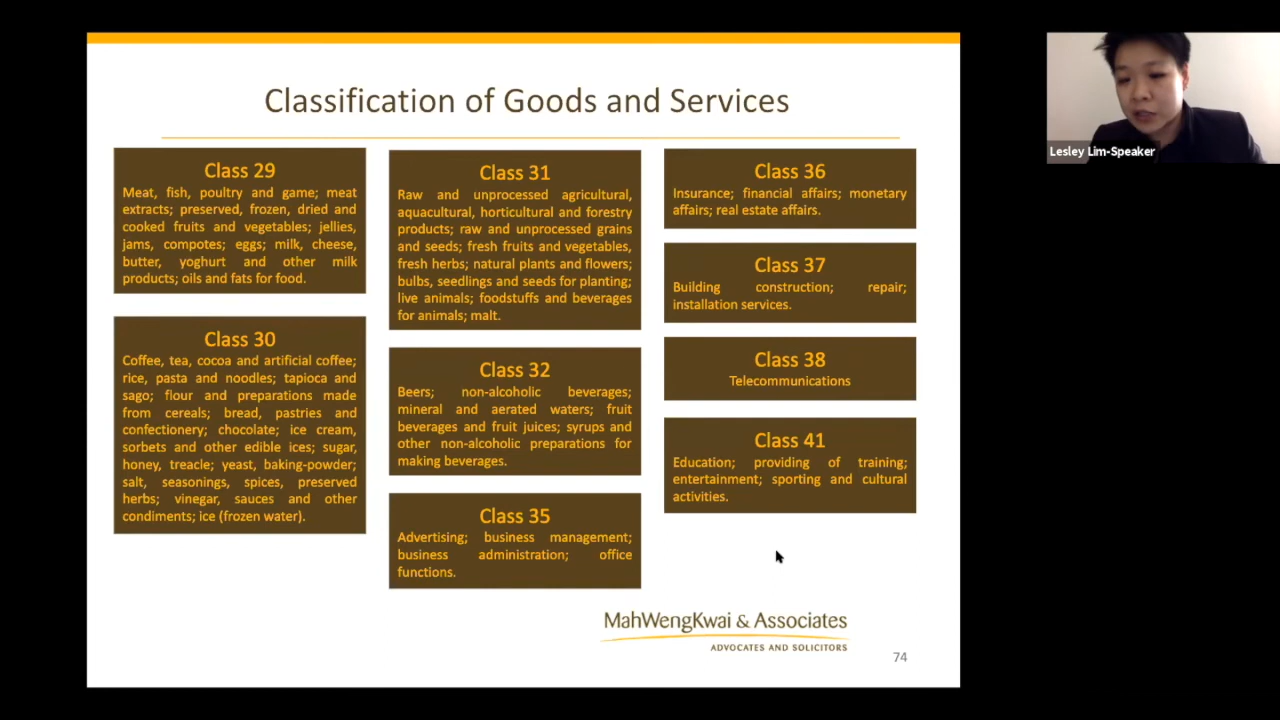 Classification of Goods and Services
Class 29
Meat, fish, poultry and game; meat
extracts; preserved, frozen, dried and
cooked fruits and vegetables; jellies,
jams, compotes; eggs; milk, cheese,
butter, yoghurt and other milk
products; oils and fats for food.
Class 30
Coffee, tea, cocoa and artificial coffee;
rice, pasta and noodles; tapioca and
sago; flour and preparations made
from cereals; bread, pastries and
confectionery; chocolate; ice cream,
sorbets and other edible ices; sugar,
honey, treacle; yeast, baking-powder;
salt, seasonings, spices, preserved
herbs; vinegar, sauces and other
condiments; ice (frozen water).
Class 31
Raw and unprocessed agricultural,
aquacultural, horticultural and forestry
products; raw and unprocessed grains
and seeds; fresh fruits and vegetables,
fresh herbs; natural plants and flowers;
bulbs, seedlings and seeds for planting;
live animals; foodstuffs and beverages
for animals; malt.
Class 32
Beers; non-alcoholic beverages;
mineral and aerated waters; fruit
beverages and fruit juices; syrups and
other non-alcoholic preparations for
making beverages.
Class 35
Advertising; business management;
business administration; office
functions.
Class 36
Insurance; financial affairs; monetary
affairs; real estate affairs.
Class 37
Building construction; repair;
installation services.
Class 38
Telecommunications
Class 41
Education; providing of training;
entertainment; sporting and cultural
activities.
MahWengKwai & Associates
ADVOCATES AND SOLICITORS
74
Lesley Lim-Speaker